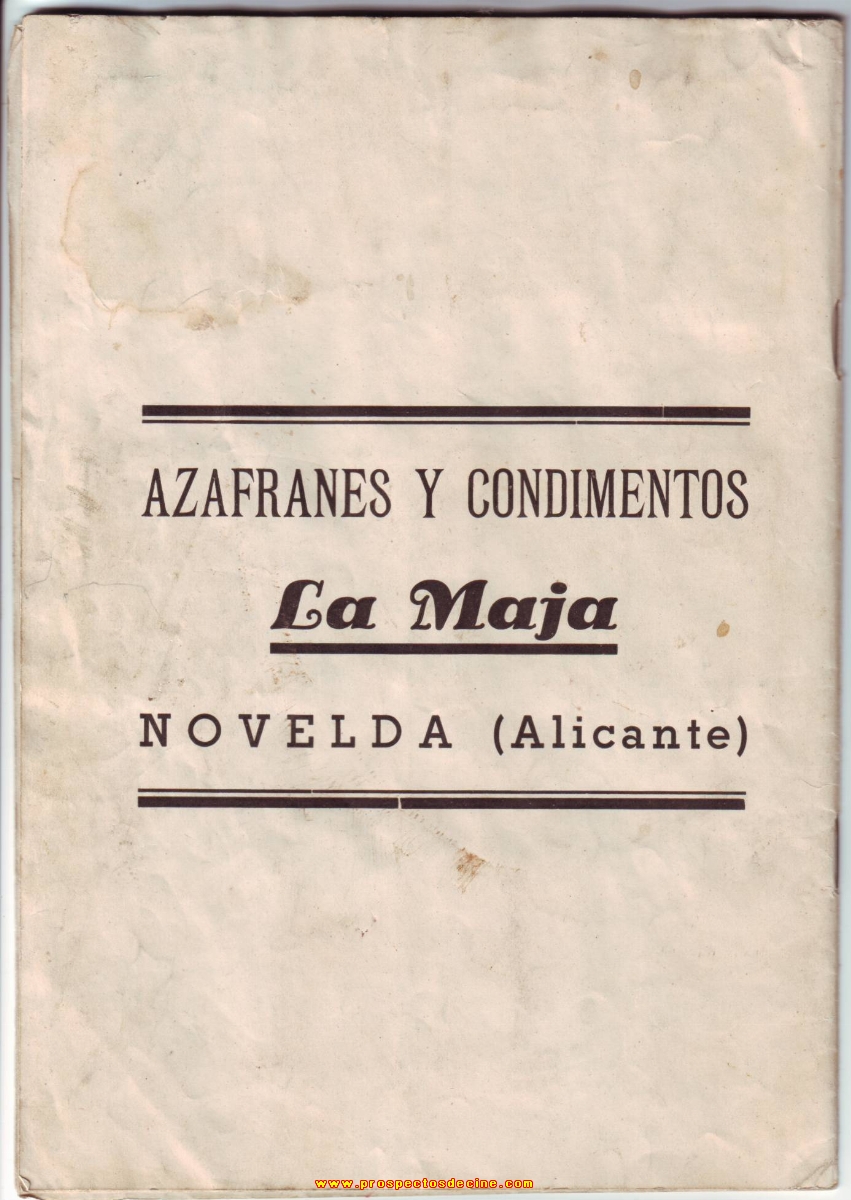 AZAFRANES Y CONDIMENTOS
La Maja
NOVELDA (Alicante)
www.prospectosdecine.com